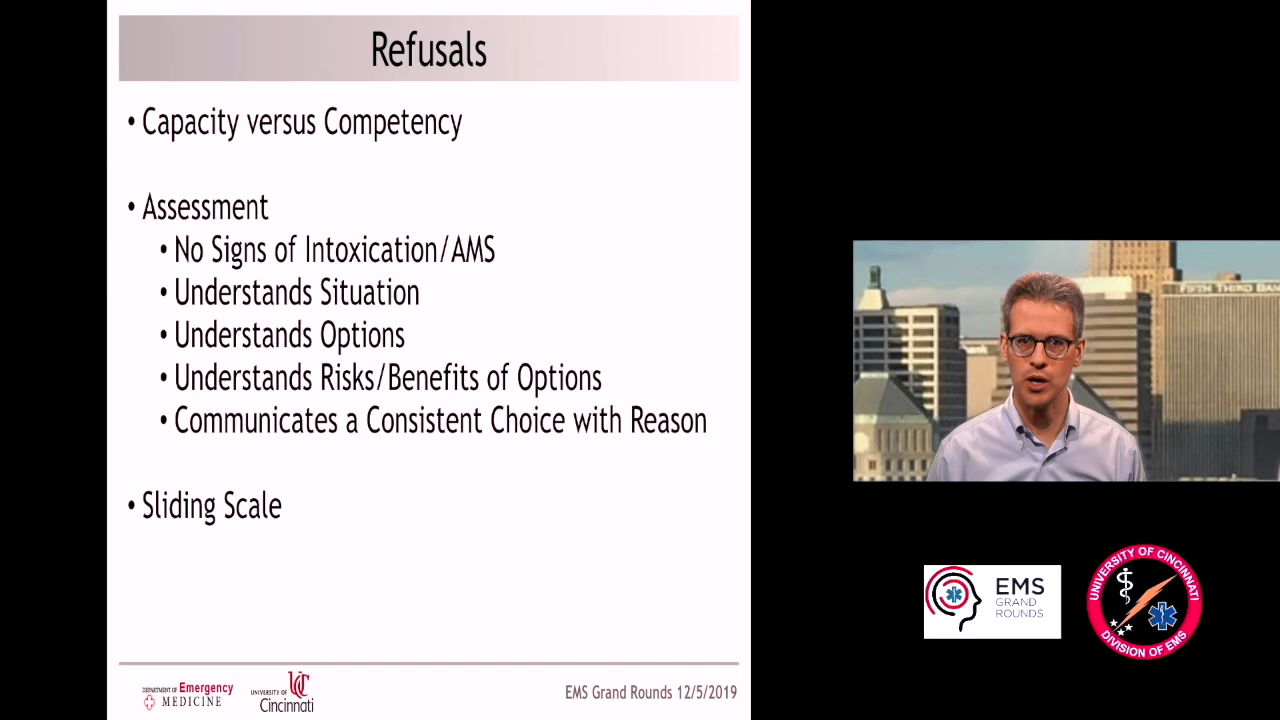 Refusals
• Capacity versus Competency
• Assessment
• No Signs of Intoxication/AMS
• Understands Situation
• Understands Options
• Understands Risks/Benefits of Options
• Communicates a Consistent Choice with Reason
• Sliding Scale
DEPARTMENT OF Emergency
MEDICINE
UNIVERSITY OF
Cincinnati
EMS Grand Rounds 12/5/2019
FIFTH THIRD BAN
EMS
GRAND
ROUNDS
UNIVERSITY OF CINCINNATI
DIVISION OF EMS